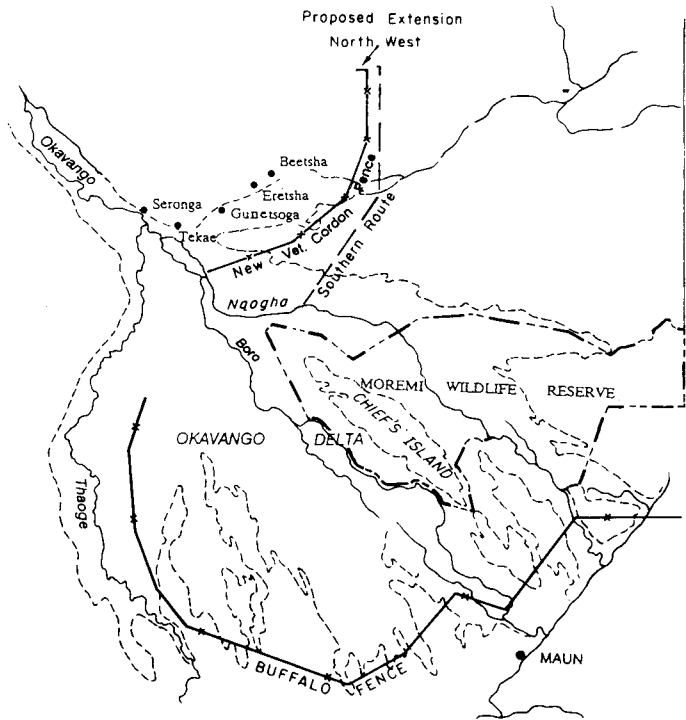 Proposed Extension
North West
Okavango
Beetsha
Eretsha
Seronga
Gunetsoga
Tekae
New Vet. Cordon Fence
Southern Route
Nqogha
Boro
MOREMI WILDLIFE RESERVE
CHIEF'S ISLAND
OKAVANGO DELTA
Thaoge
BUFFALO FENCE
MAUN